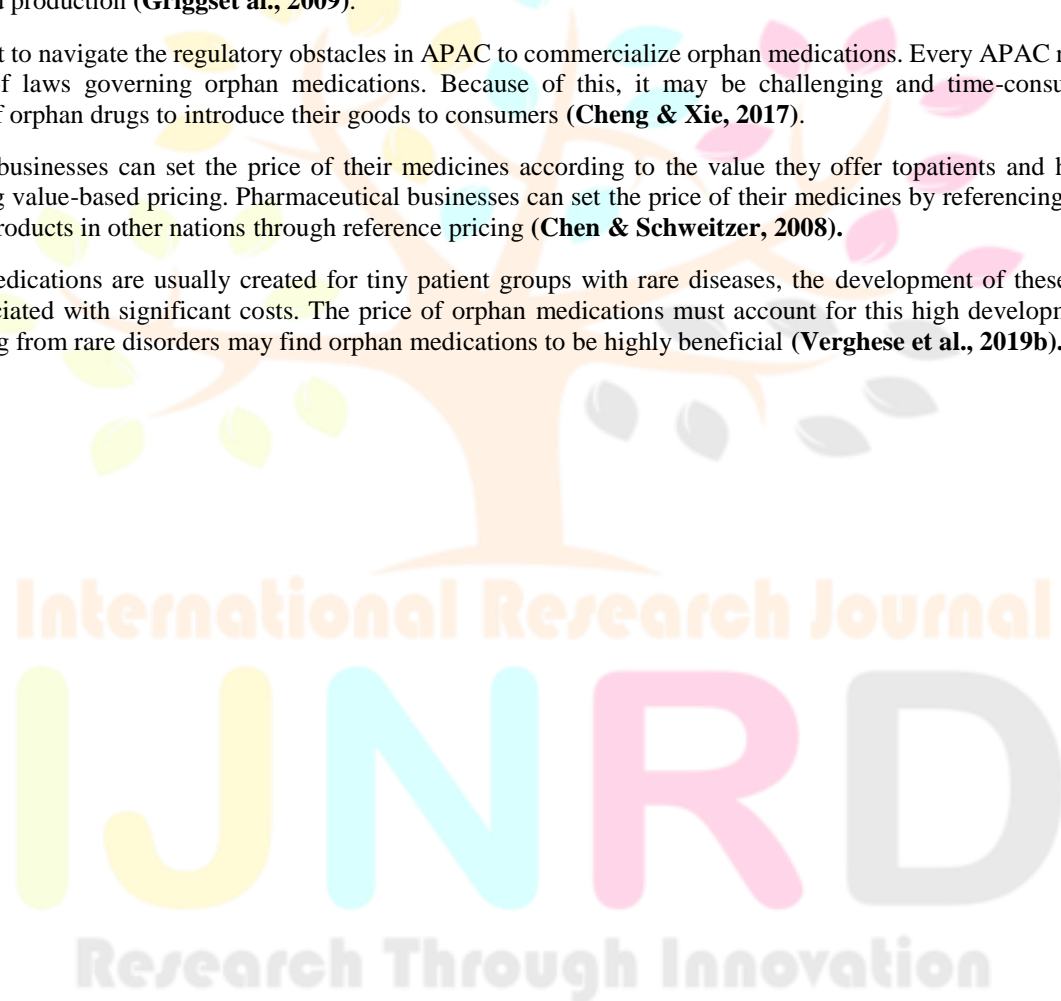 production (Griggset al., 2009).
t to navigate the regulatory obstacles in APAC to commercialize orphan medications. Every APAC
of laws governing orphan medications. Because of this, it may be challenging and
f orphan drugs to introduce their goods to consumers (Cheng & Xie, 2017).
businesses can set the price of their medicines according to the value they offer topatients and
g value-based pricing. Pharmaceutical businesses can set the price of their medicines by referencing
roducts in other nations through reference pricing (Chen & Schweitzer, 2008).
edications are usually created for tiny patient groups with rare diseases, the development of these
ciated with significant costs. The price of orphan medications must account for this high
g from rare disorders may find orphan medications to be highly beneficial (Verghese et al., 2019b).
International Research Journal
IJNRD
Research Through Innovation